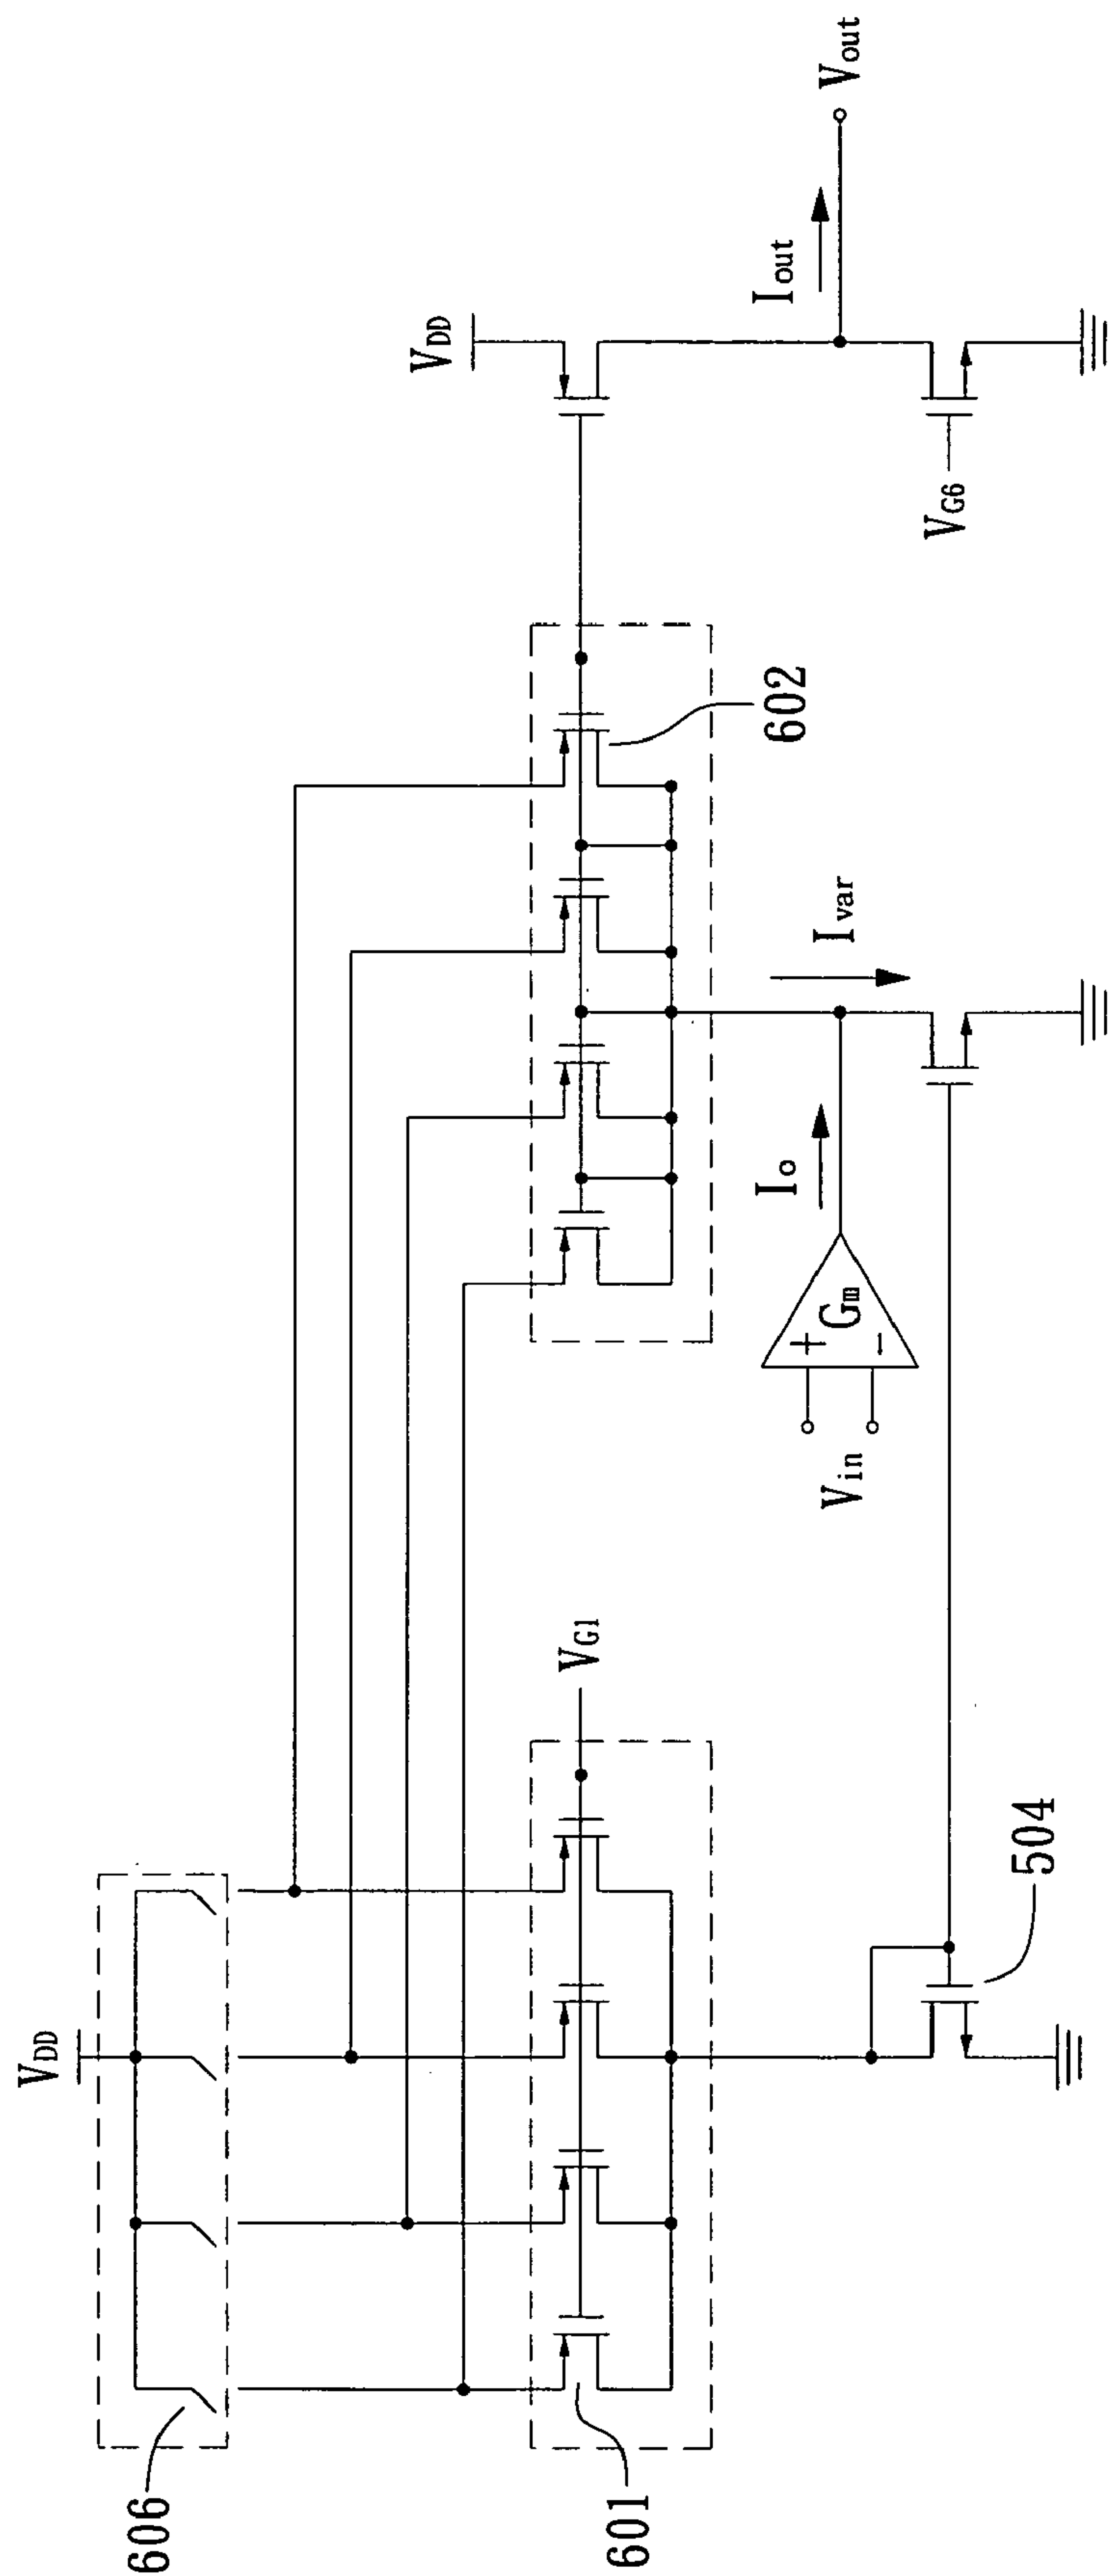 VDD
606
601
504
VG1
Vin
+
-
Gm
Io
Ivar
602
VDD
VG6
Iout
Vout